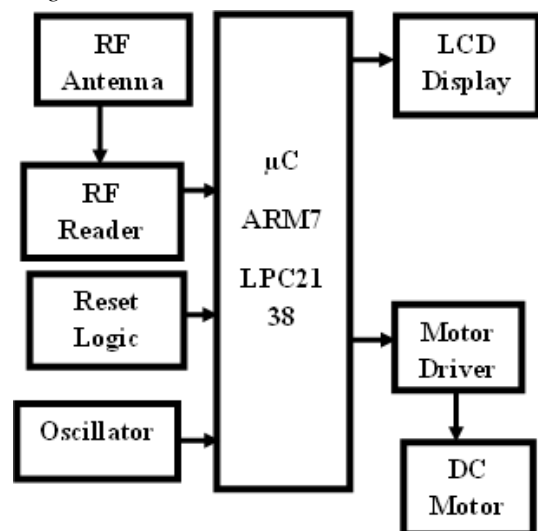 RF
Antenna
RF
Reader
Reset
Logic
Oscillator
µC
ARM7
LPC21
38
LCD
Display
Motor
Driver
DC
Motor